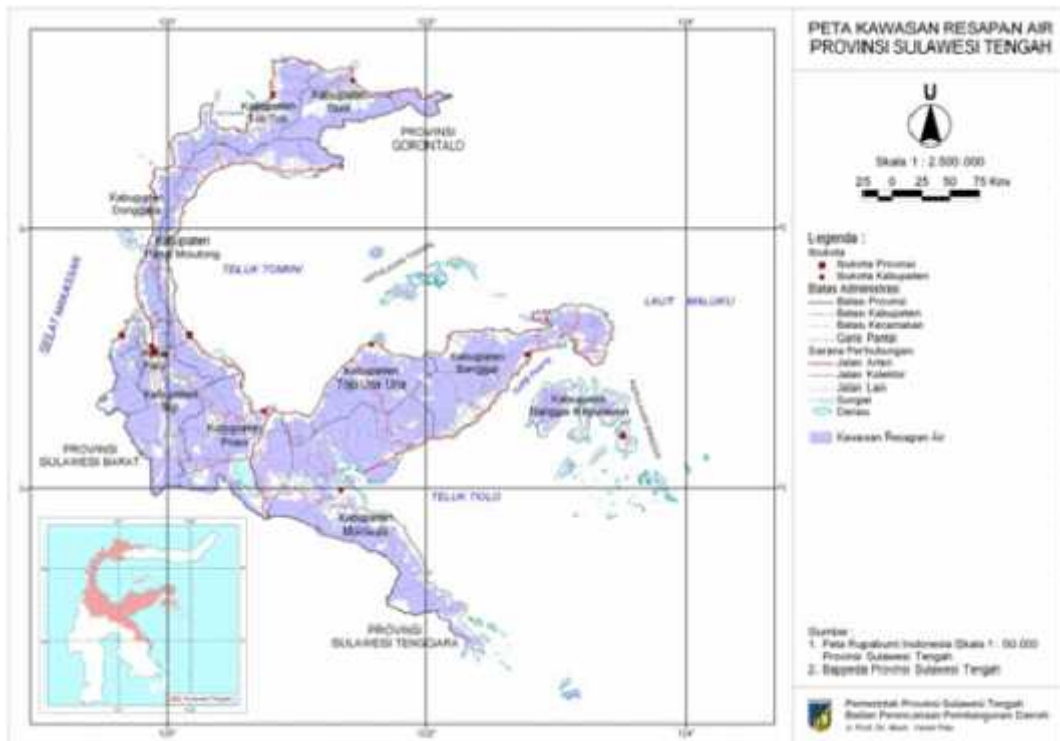 PETA KAWASAN RESAPAN AIR
PROVINSI SULAWESI TENGAH
U
Skala 1 : 2.500.000
25 0 25 50 75 Kms
Legenda :
Ibukota
Ibukota Provinsi
Ibukota Kabupaten
Batas Administrasi
Batas Provinsi
Batas Kabupaten
Batas Kecamatan
Garis Pantai
Sarana Perhubungan
Jalan Arteri
Jalan Kolektor
Jalan Lain
Sungai
Danau
Kawasan Resapan Air
Sumber :
1. Peta Rupabumi Indonesia Skala 1 : 50.000
Provinsi Sulawesi Tengah
2. Bappeda Provinsi Sulawesi Tengah
Pemerintah Provinsi Sulawesi Tengah
Badan Perencanaan Pembangunan Daerah
Kabupaten
Buol
Kabupaten
Toli-Toli
PROVINSI
GORONTALO
Kabupaten
Donggala
Kabupaten
Parigi Moutong
TELUK TOMINI
SELAT MAKASSAR
LAUT MALUKU
Palu
Kabupaten
Sigi
Kabupaten
Poso
Kabupaten
Tojo Una Una
Kabupaten
Banggai
Kabupaten
Banggai Kepulauan
PROVINSI
SULAWESI BARAT
TELUK TOLO
Kabupaten
Morowali
PROVINSI
SULAWESI TENGGARA